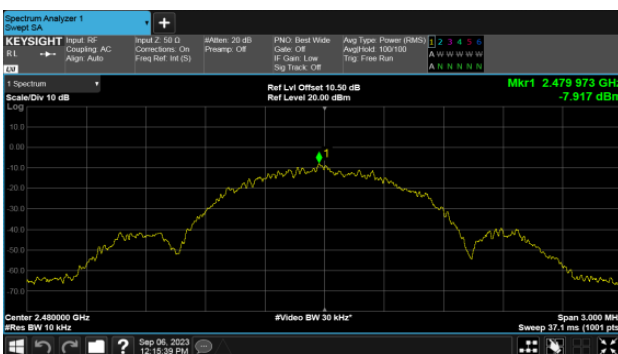 Spectrum Analyzer 1
Swept SA
KEYSIGHT Input: RF Input Z: 50 Ω #Atten: 20 dB PNO: Best Wide Avg Type: Power (RMS) 1 2 3 4 5 6
RL Coupling: AC Corrections: On Preamp: Off Gate: Off Avg|Hold: 100/100 A W W W W W
Align: Auto Freq Ref: Int (S) IF Gain: Low Trig: Free Run
LXI Sig Track: Off A N N N N N
1 Spectrum Ref Lvl Offset 10.50 dB Mkr1 2.479 973 GHz
Scale/Div 10 dB Ref Level 20.00 dBm -7.917 dBm
Log
10.0
0.00
1
-10.0
-20.0
-30.0
-40.0
-50.0
-60.0
-70.0
Center 2.480000 GHz #Video BW 30 kHz* Span 3.000 MH
#Res BW 10 kHz Sweep 37.1 ms (1001 pts
? Sep 06, 2023
12:15:39 PM